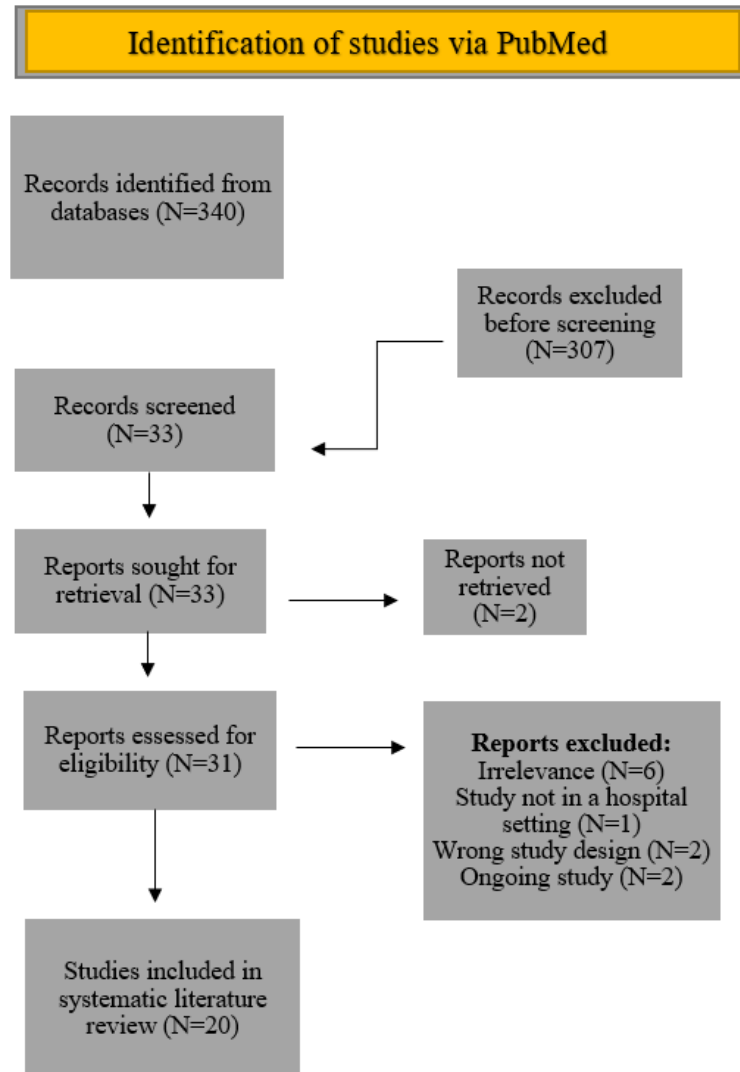 Identification of studies via PubMed
Records identified from
databases (N=340)
Records excluded
before screening
(N=307)
Records screened
(N=33)
Reports sought for
retrieval (N=33)
Reports not
retrieved
(N=2)
Reports assessed for
eligibility (N=31)
Reports excluded:
Irrelevance (N=6)
Study not in a hospital
setting (N=1)
Wrong study design (N=2)
Ongoing study (N=2)
Studies included in
systematic literature
review (N=20)